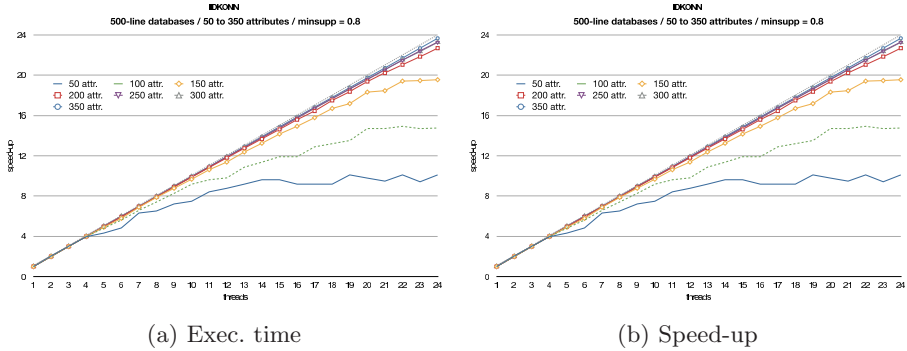 IDKONN
500-line databases / 50 to 350 attributes / minsupp = 0.8
24
20
16
12
8
4
0
speed-up
50 attr.
100 attr.
150 attr.
200 attr.
250 attr.
300 attr.
350 attr.
1 2 3 4 5 6 7 8 9 10 11 12 13 14 15 16 17 18 19 20 21 22 23 24
threads
(a) Exec. time
IDKONN
500-line databases / 50 to 350 attributes / minsupp = 0.8
24
20
16
12
8
4
0
speed-up
50 attr.
100 attr.
150 attr.
200 attr.
250 attr.
300 attr.
350 attr.
1 2 3 4 5 6 7 8 9 10 11 12 13 14 15 16 17 18 19 20 21 22 23 24
threads
(b) Speed-up